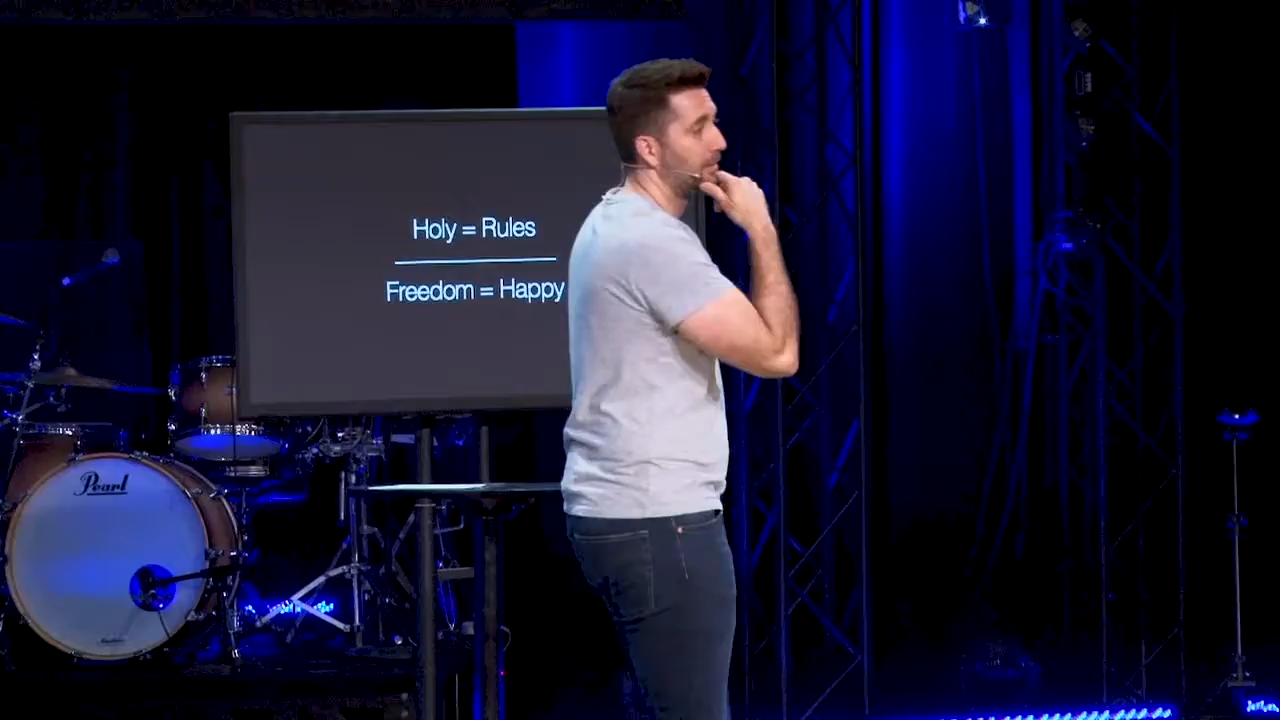 Holy = Rules
Freedom = Happy
Pearl